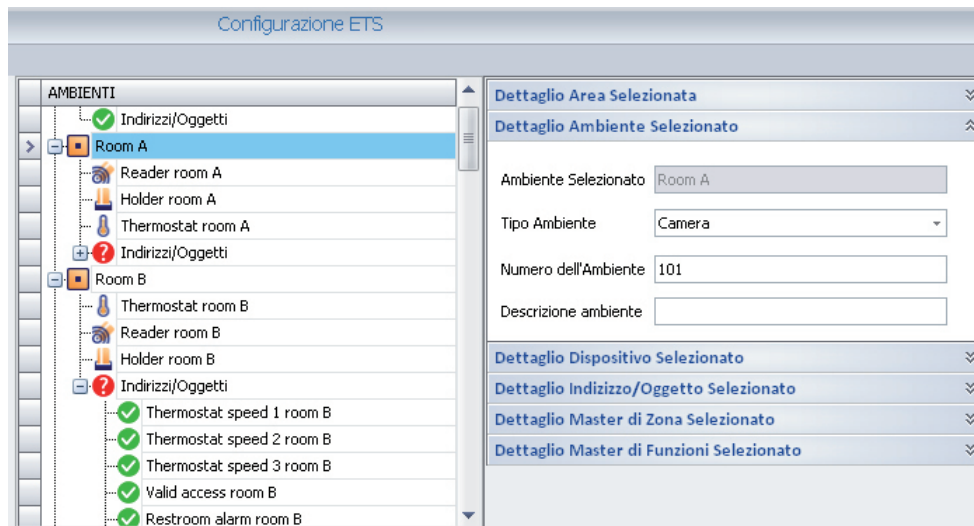 Configurazione ETS
AMBIENTI
Indirizzi/Oggetti
Room A
Reader room A
Holder room A
Thermostat room A
Indirizzi/Oggetti
Room B
Thermostat room B
Reader room B
Holder room B
Indirizzi/Oggetti
Thermostat speed 1 room B
Thermostat speed 2 room B
Thermostat speed 3 room B
Valid access room B
Restroom alarm room B
Dettaglio Area Selezionata
Dettaglio Ambiente Selezionato
Ambiente Selezionato Room A
Tipo Ambiente Camera
Numero dell'Ambiente 101
Descrizione ambiente
Dettaglio Dispositivo Selezionato
Dettaglio Indizizzo/Oggetto Selezionato
Dettaglio Master di Zona Selezionato
Dettaglio Master di Funzioni Selezionato